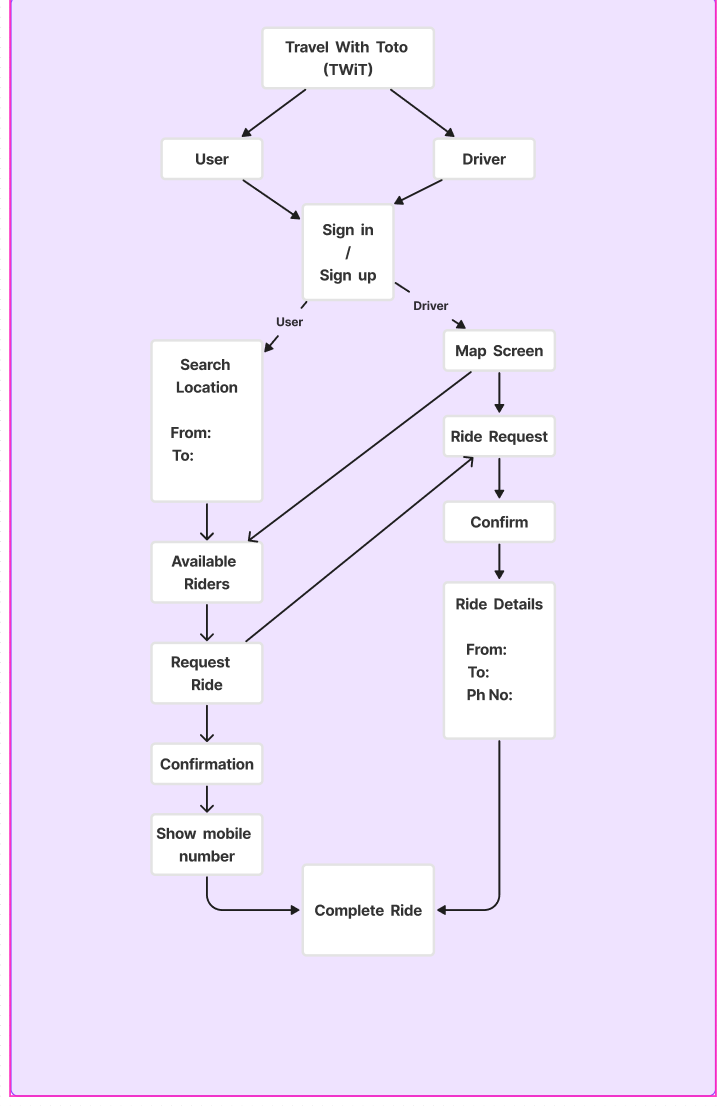 Travel With Toto
(TWiT)
User
Driver
Sign in
/
Sign up
User
Driver
Search
Location
From:
To:
Map Screen
Ride Request
Confirm
Available
Riders
Ride Details
From:
To:
Ph No:
Request
Ride
Confirmation
Show mobile
number
Complete Ride